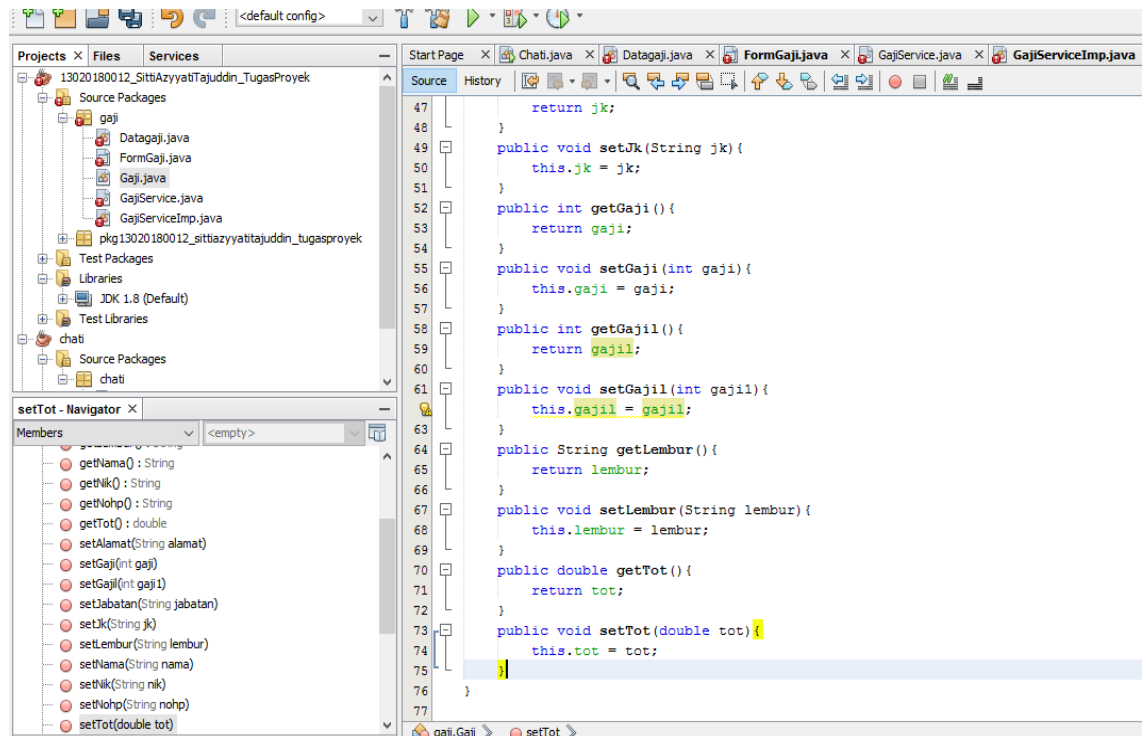 <default config>
Projects Files Services
13020180012_SittiAzyyatiTajuddin_TugasProyek
Source Packages
gaji
Datagaji.java
FormGaji.java
Gaji.java
GajiService.java
GajiServiceImp.java
pkg13020180012_sittiazyyatitajuddin_tugasproyek
Test Packages
Libraries
JDK 1.8 (Default)
Test Libraries
chati
Source Packages
chati
setTot - Navigator
Members <empty>
getNama() : String
getNik() : String
getNohp() : String
getTot() : double
setAlamat(String alamat)
setGaji(int gaji)
setGajil(int gaji1)
setJabatan(String jabatan)
setJk(String jk)
setLembur(String lembur)
setNama(String nama)
setNik(String nik)
setNohp(String nohp)
setTot(double tot)
Start Page Chati.java Datagaji.java FormGaji.java GajiService.java GajiServiceImp.java
Source History
47 return jk;
48 }
49 public void setJk(String jk){
50 this.jk = jk;
51 }
52 public int getGaji(){
53 return gaji;
54 }
55 public void setGaji(int gaji){
56 this.gaji = gaji;
57 }
58 public int getGajil(){
59 return gajil;
60 }
61 public void setGajil(int gaji1){
this.gajil = gajil;
63 }
64 public String getLembur(){
65 return lembur;
66 }
67 public void setLembur(String lembur){
68 this.lembur = lembur;
69 }
70 public double getTot(){
71 return tot;
72 }
73 public void setTot(double tot){
74 this.tot = tot;
75 }
76 }
77
gaji.Gaji setTot